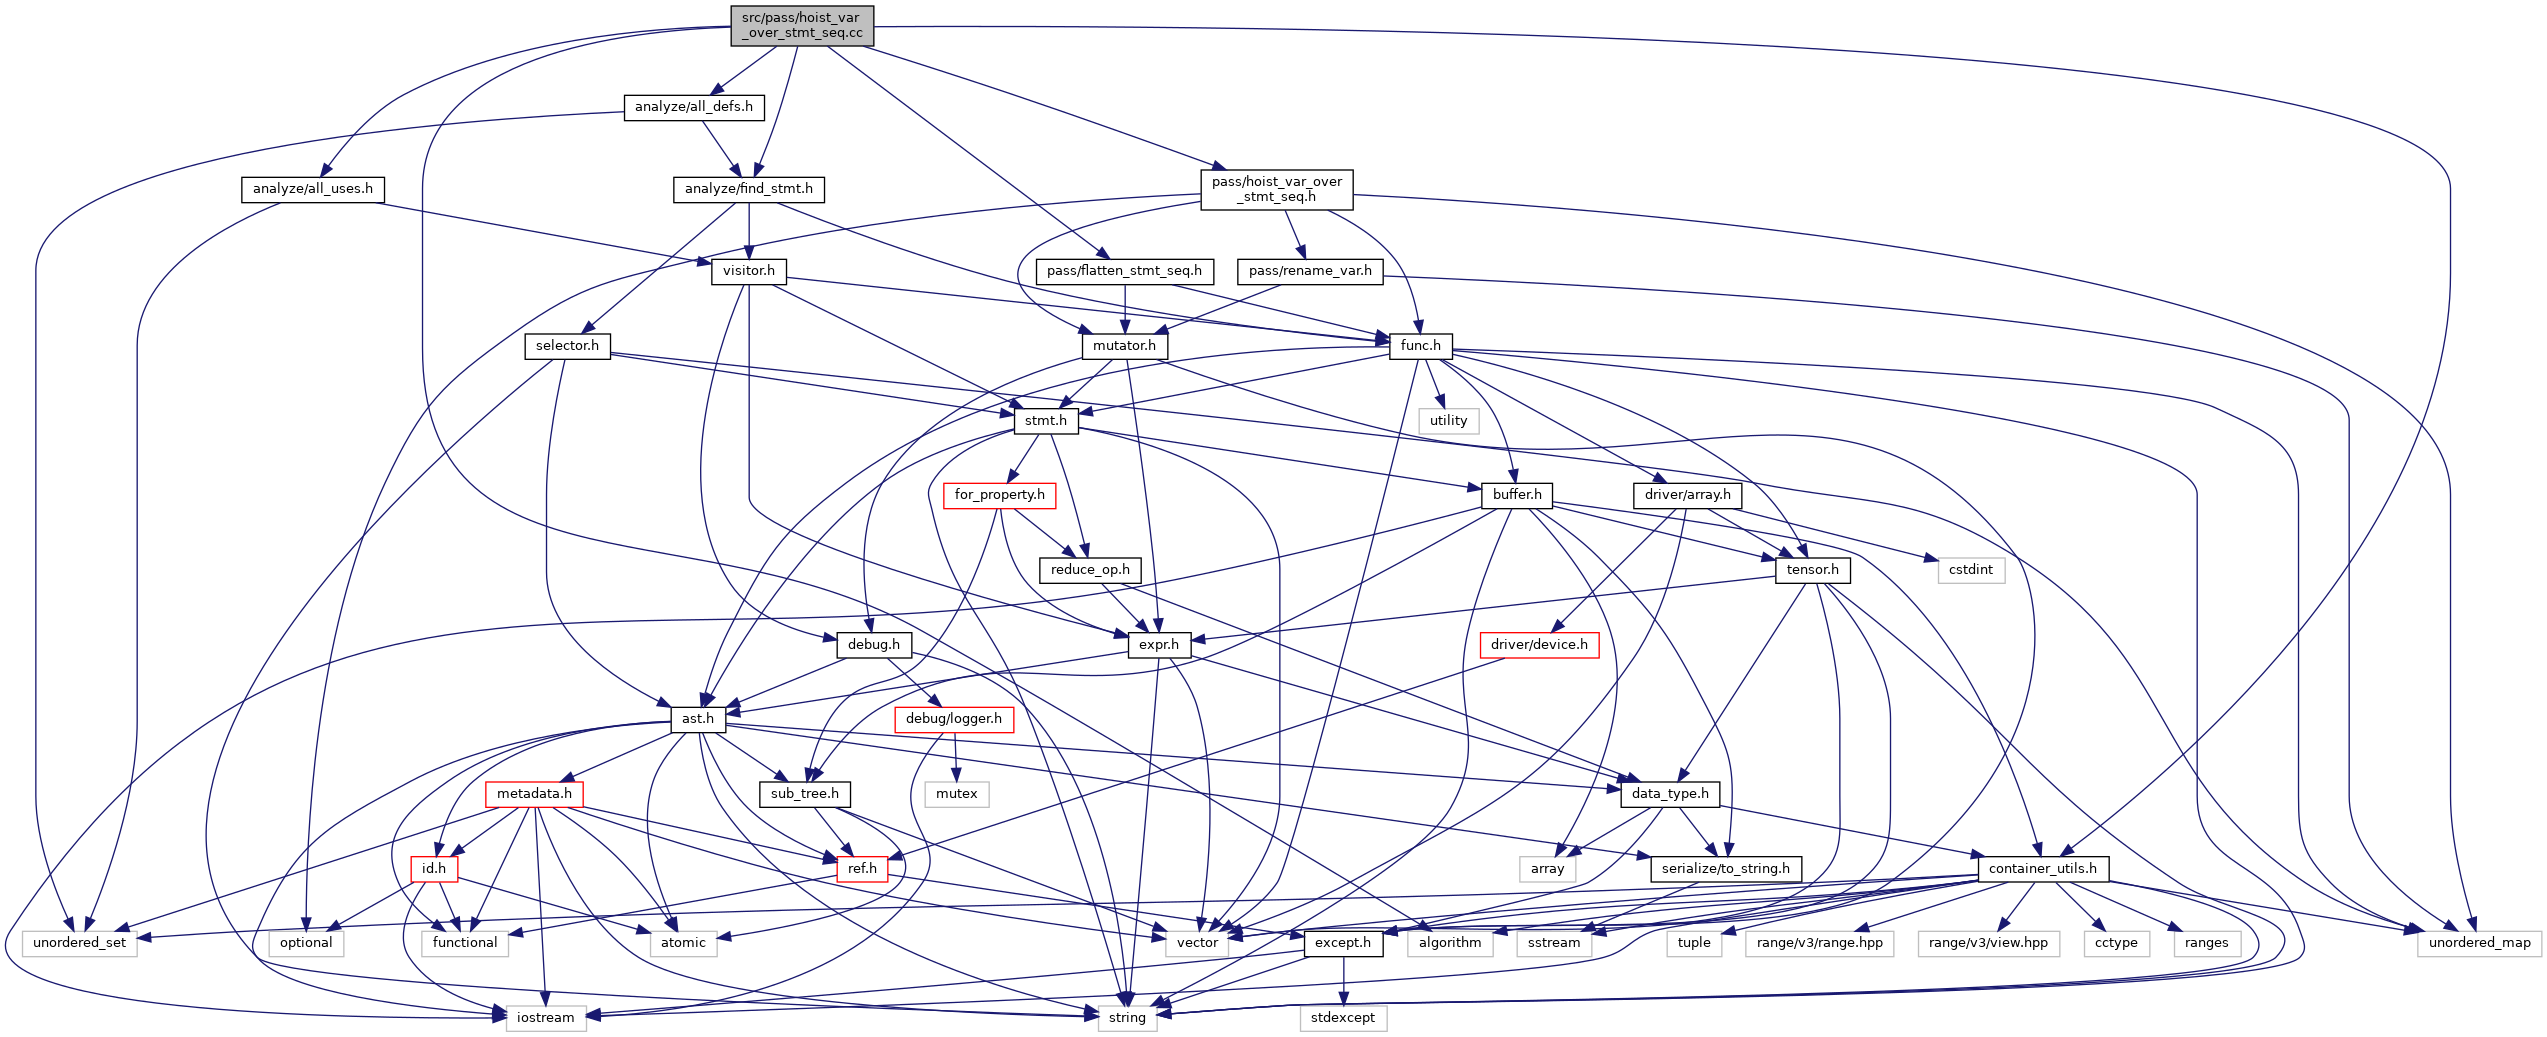 src/pass/hoist_var
_over_stmt_seq.cc
analyze/all_defs.h
analyze/all_uses.h
analyze/find_stmt.h
pass/hoist_var_over
_stmt_seq.h
visitor.h
pass/flatten_stmt_seq.h
pass/rename_var.h
selector.h
mutator.h
func.h
stmt.h
utility
for_property.h
buffer.h
driver/array.h
reduce_op.h
tensor.h
cstdint
debug.h
expr.h
driver/device.h
ast.h
debug/logger.h
metadata.h
sub_tree.h
mutex
data_type.h
id.h
ref.h
array
serialize/to_string.h
container_utils.h
unordered_set
optional
functional
atomic
vector
except.h
algorithm
sstream
tuple
range/v3/range.hpp
range/v3/view.hpp
cctype
ranges
unordered_map
iostream
string
stdexcept